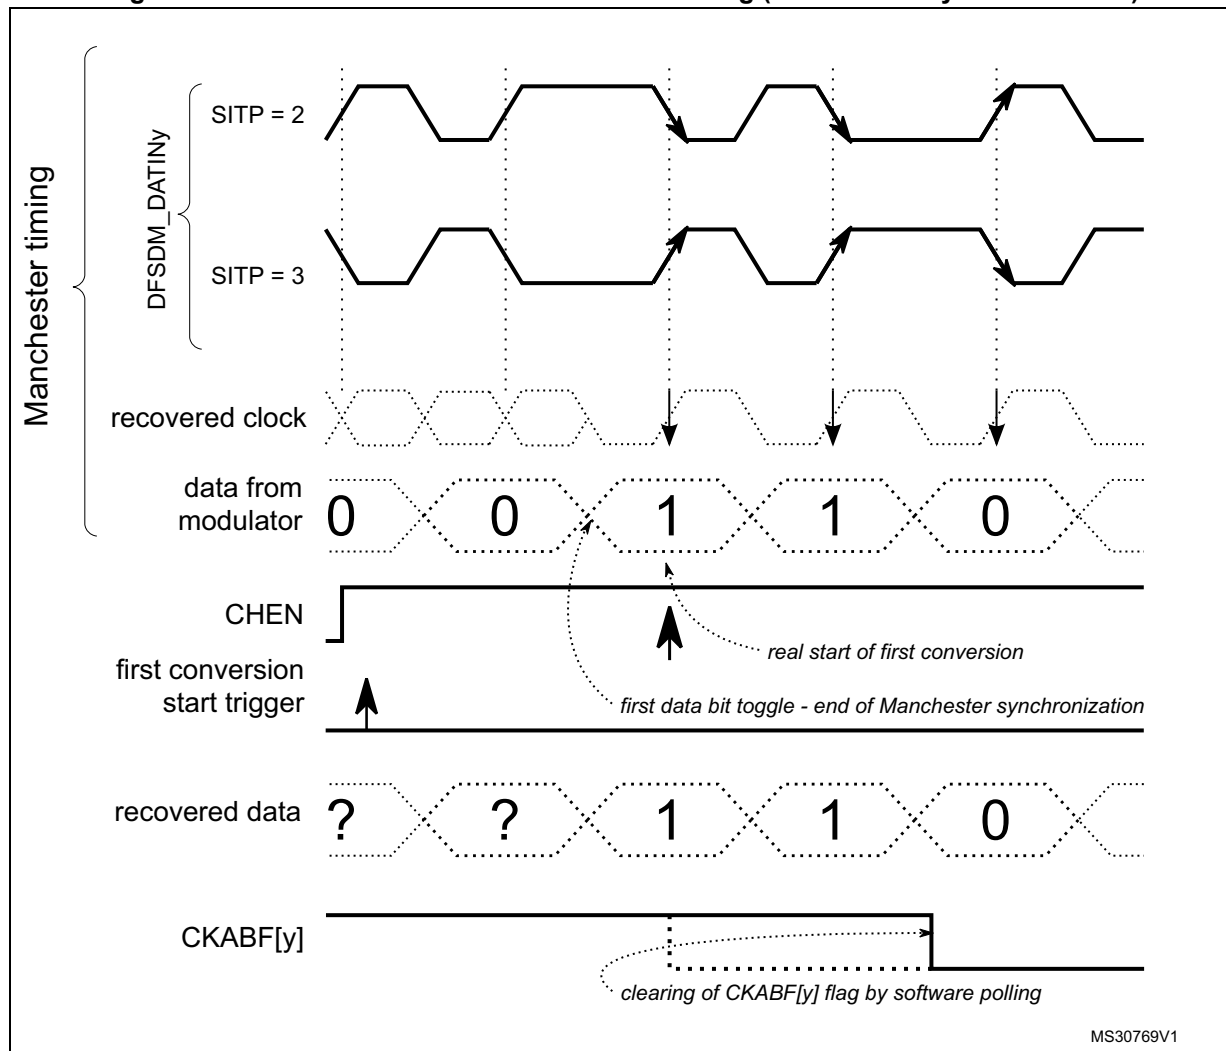 Manchester timing
DFSDM_DATINy
SITP = 2
SITP = 3
recovered clock
data from
modulator
0 0 1 1 0
CHEN
real start of first conversion
first conversion
start trigger
first data bit toggle - end of Manchester synchronization
recovered data
? ? 1 1 0
CKABF[y]
clearing of CKABF[y] flag by software polling
MS30769V1